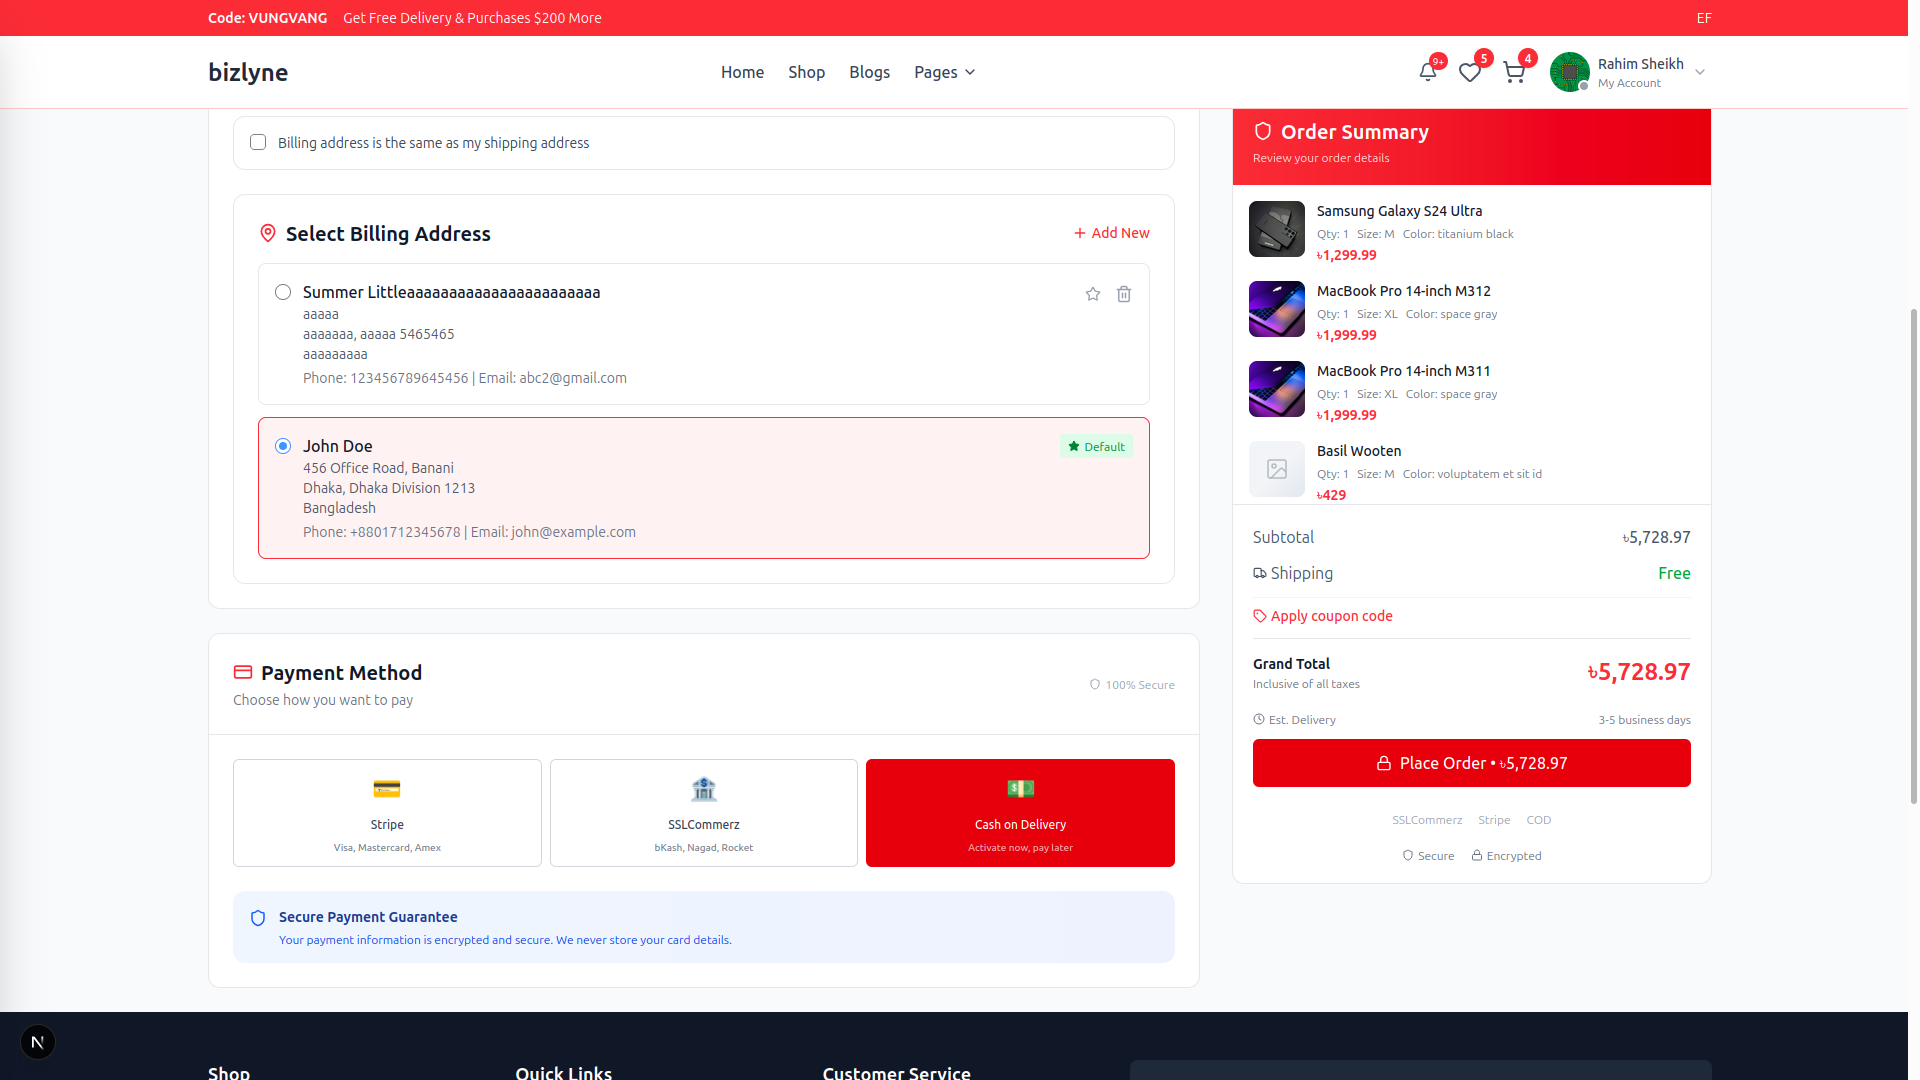 Code: VUNGVANG Get Free Delivery & Purchases $200 More
EF
bizlyne
Home Shop Blogs Pages
9+
5
4
Rahim Sheikh
My Account
Billing address is the same as my shipping address
Select Billing Address
+ Add New
Summer Littleaaaaaaaaaaaaaaaaaaaaaaa
aaaaa
aaaaaaa, aaaaa 5465465
aaaaaaaaa
Phone: 123456789645456 | Email: abc2@gmail.com
John Doe
Default
456 Office Road, Banani
Dhaka, Dhaka Division 1213
Bangladesh
Phone: +8801712345678 | Email: john@example.com
Payment Method
Choose how you want to pay
100% Secure
Stripe
Visa, Mastercard, Amex
SSLCommerz
bKash, Nagad, Rocket
Cash on Delivery
Activate now, pay later
Secure Payment Guarantee
Your payment information is encrypted and secure. We never store your card details.
Order Summary
Review your order details
Samsung Galaxy S24 Ultra
Qty: 1 Size: M Color: titanium black
৳1,299.99
MacBook Pro 14-inch M312
Qty: 1 Size: XL Color: space gray
৳1,999.99
MacBook Pro 14-inch M311
Qty: 1 Size: XL Color: space gray
৳1,999.99
Basil Wooten
Qty: 1 Size: M Color: voluptatem et sit id
৳429
Subtotal ৳5,728.97
Shipping Free
Apply coupon code
Grand Total
Inclusive of all taxes
৳5,728.97
Est. Delivery 3-5 business days
Place Order • ৳5,728.97
SSLCommerz Stripe COD
Secure Encrypted
N
Shop Quick Links Customer Service